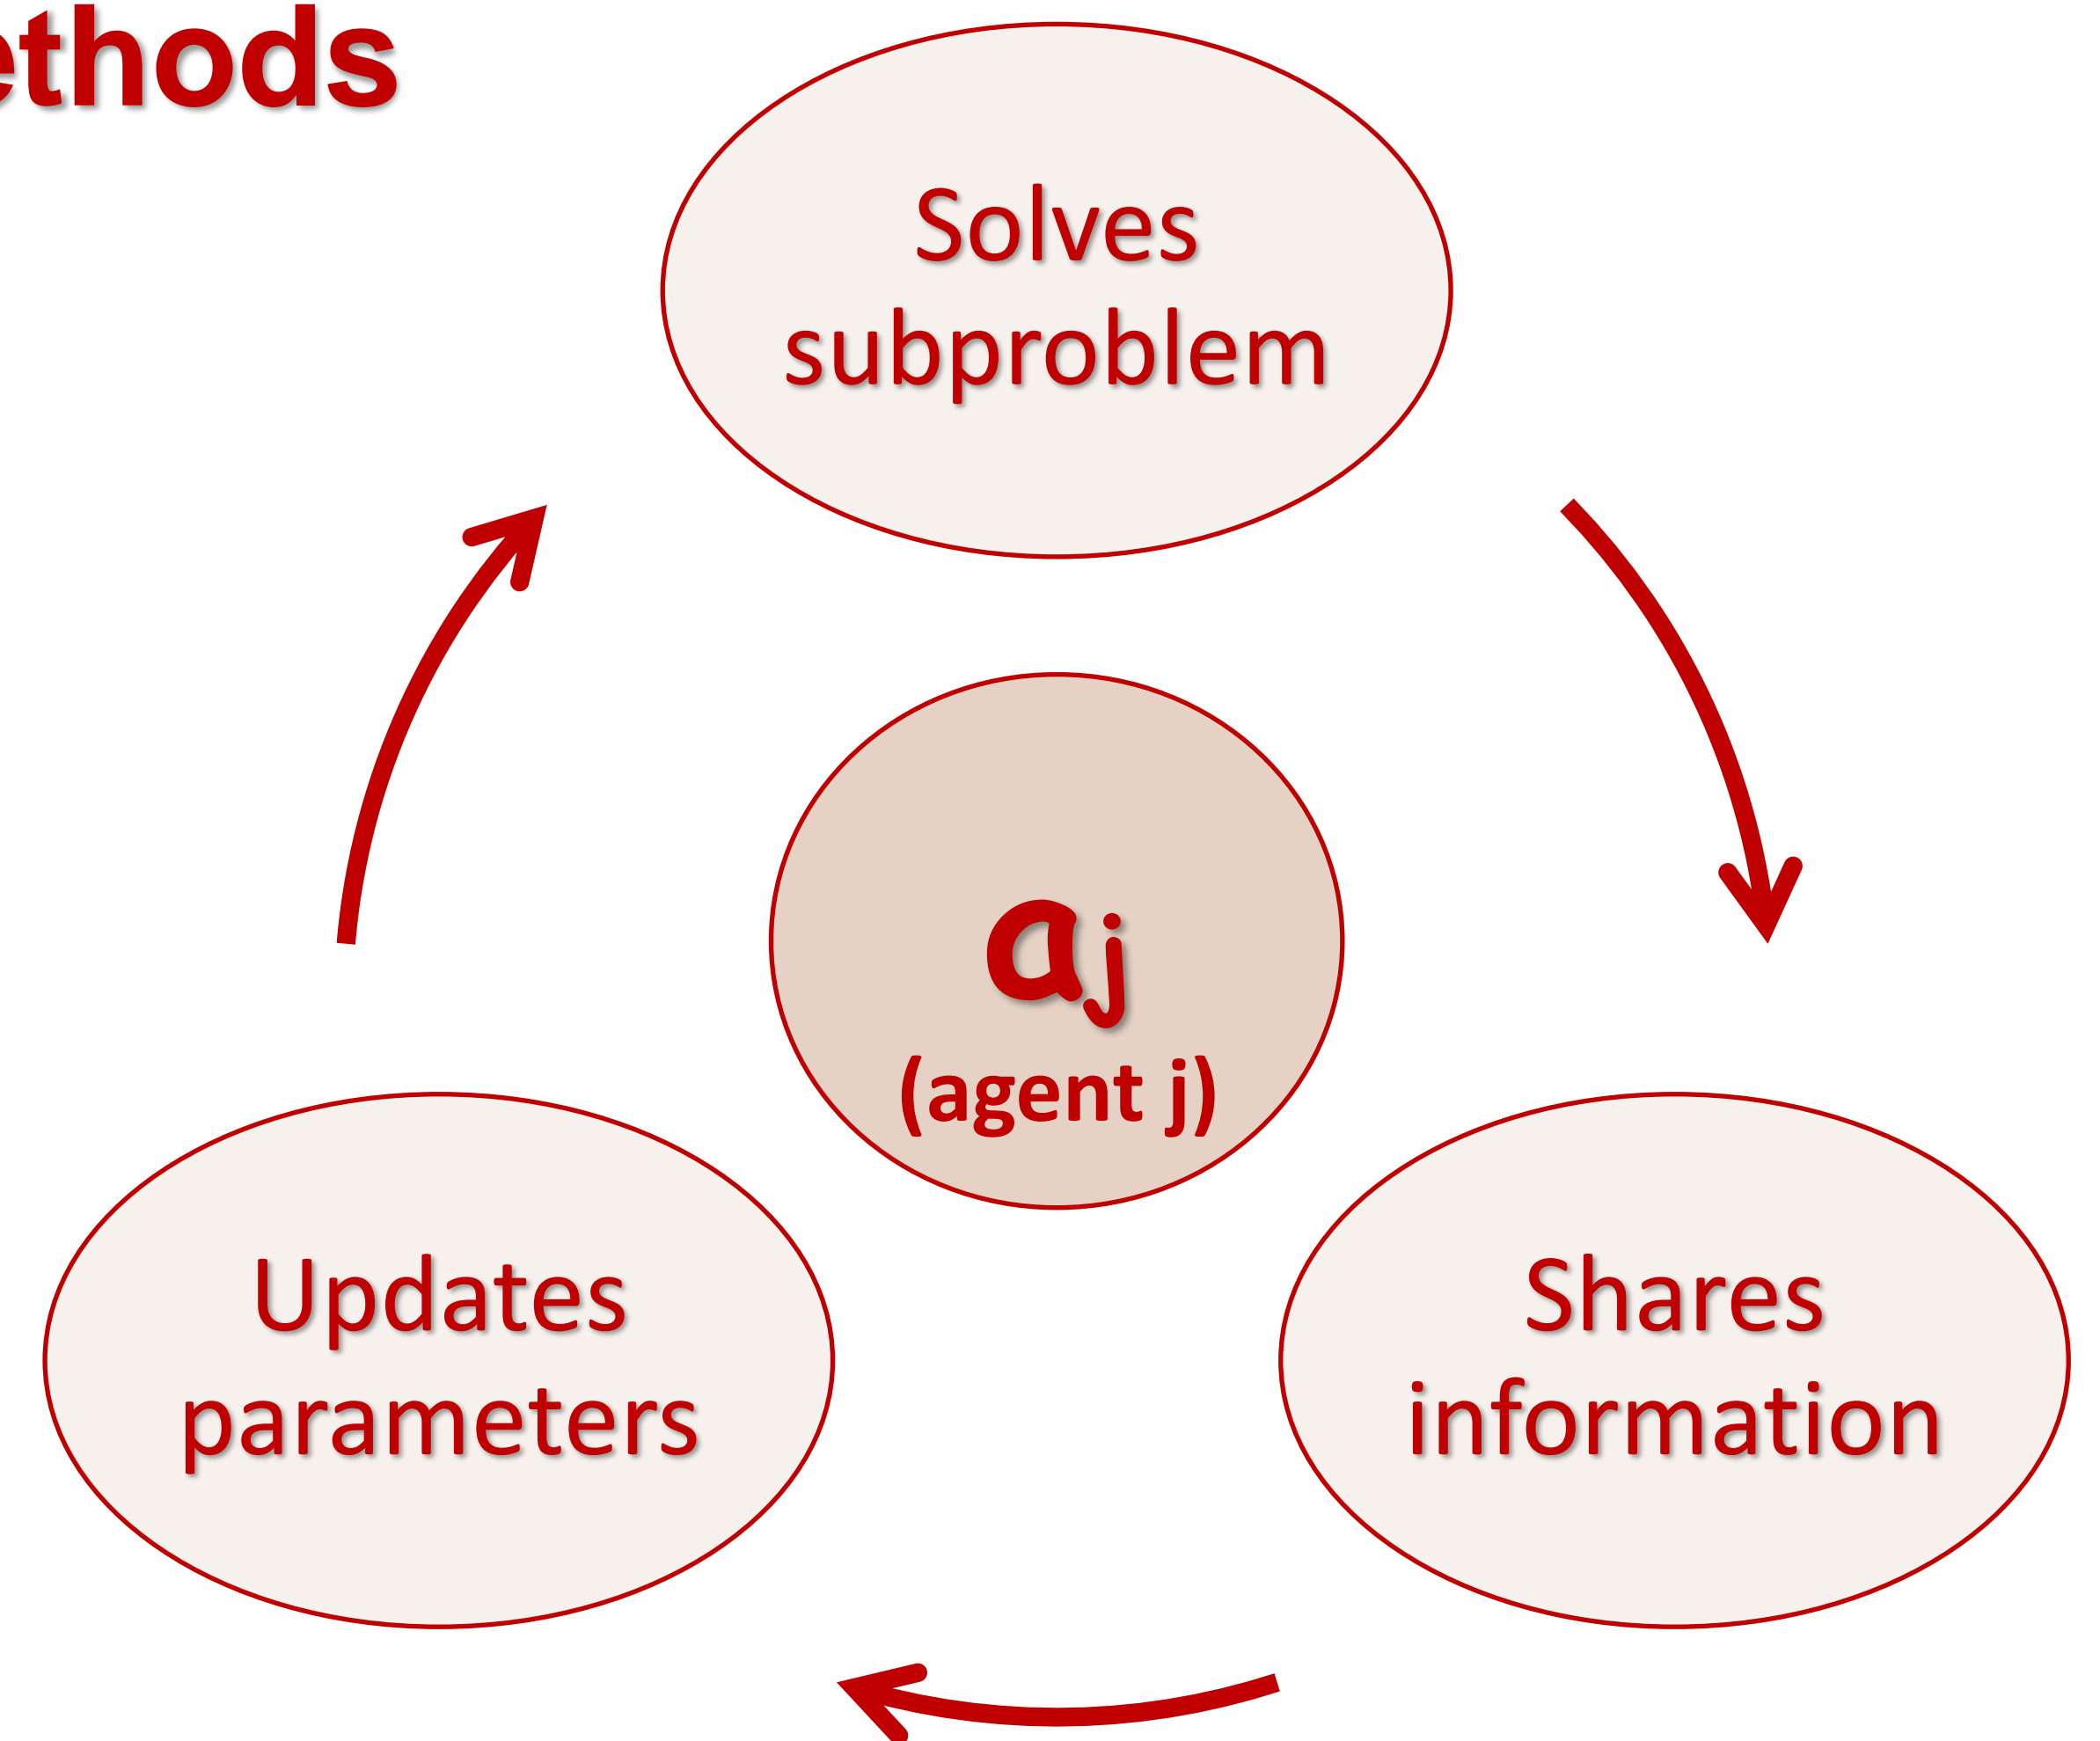 ethods
Solves
subproblem
aj
(agent j)
Updates
parameters
Shares
information